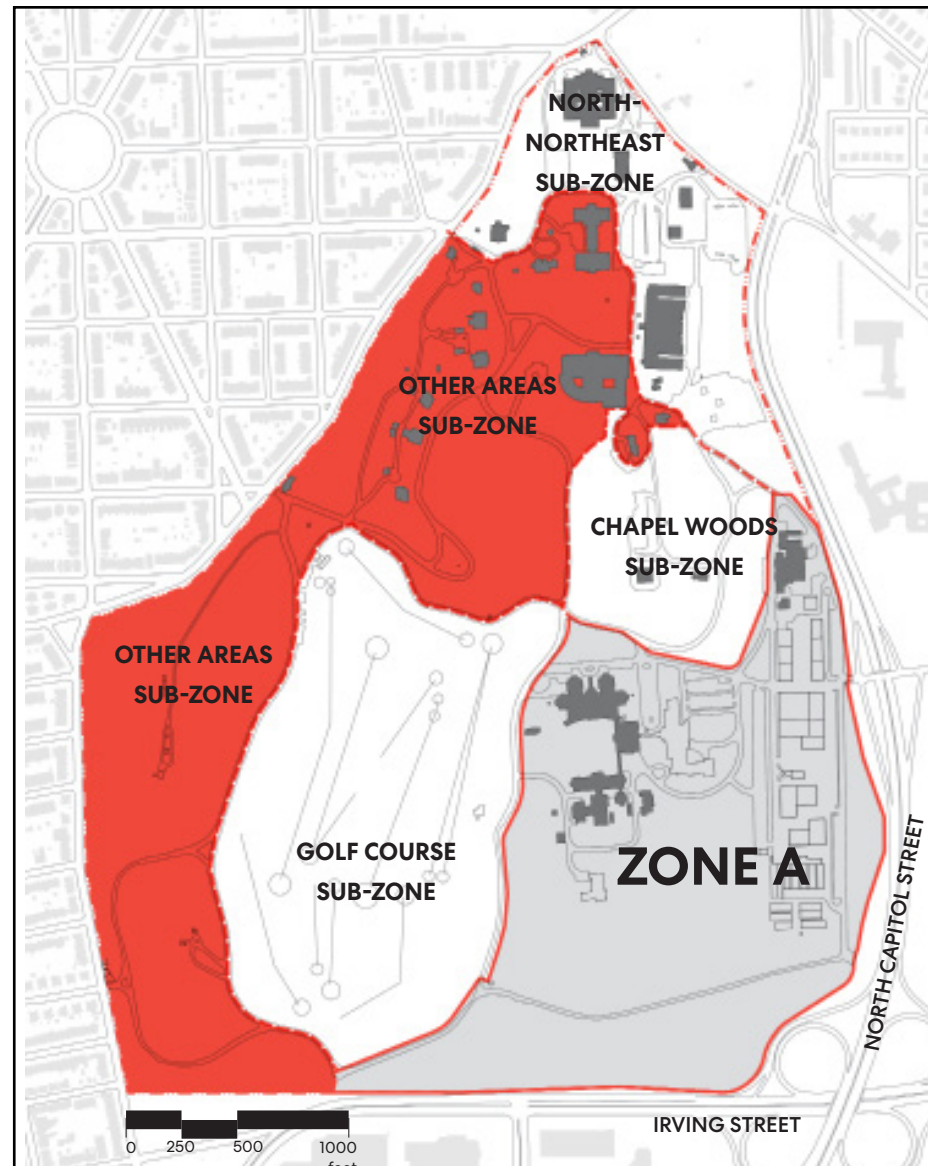 NORTH-
NORTHEAST
SUB-ZONE
OTHER AREAS
SUB-ZONE
CHAPEL WOODS
SUB-ZONE
OTHER AREAS
SUB-ZONE
GOLF COURSE
SUB-ZONE
ZONE A
NORTH CAPITOL STREET
IRVING STREET
0 250 500 1000
feet